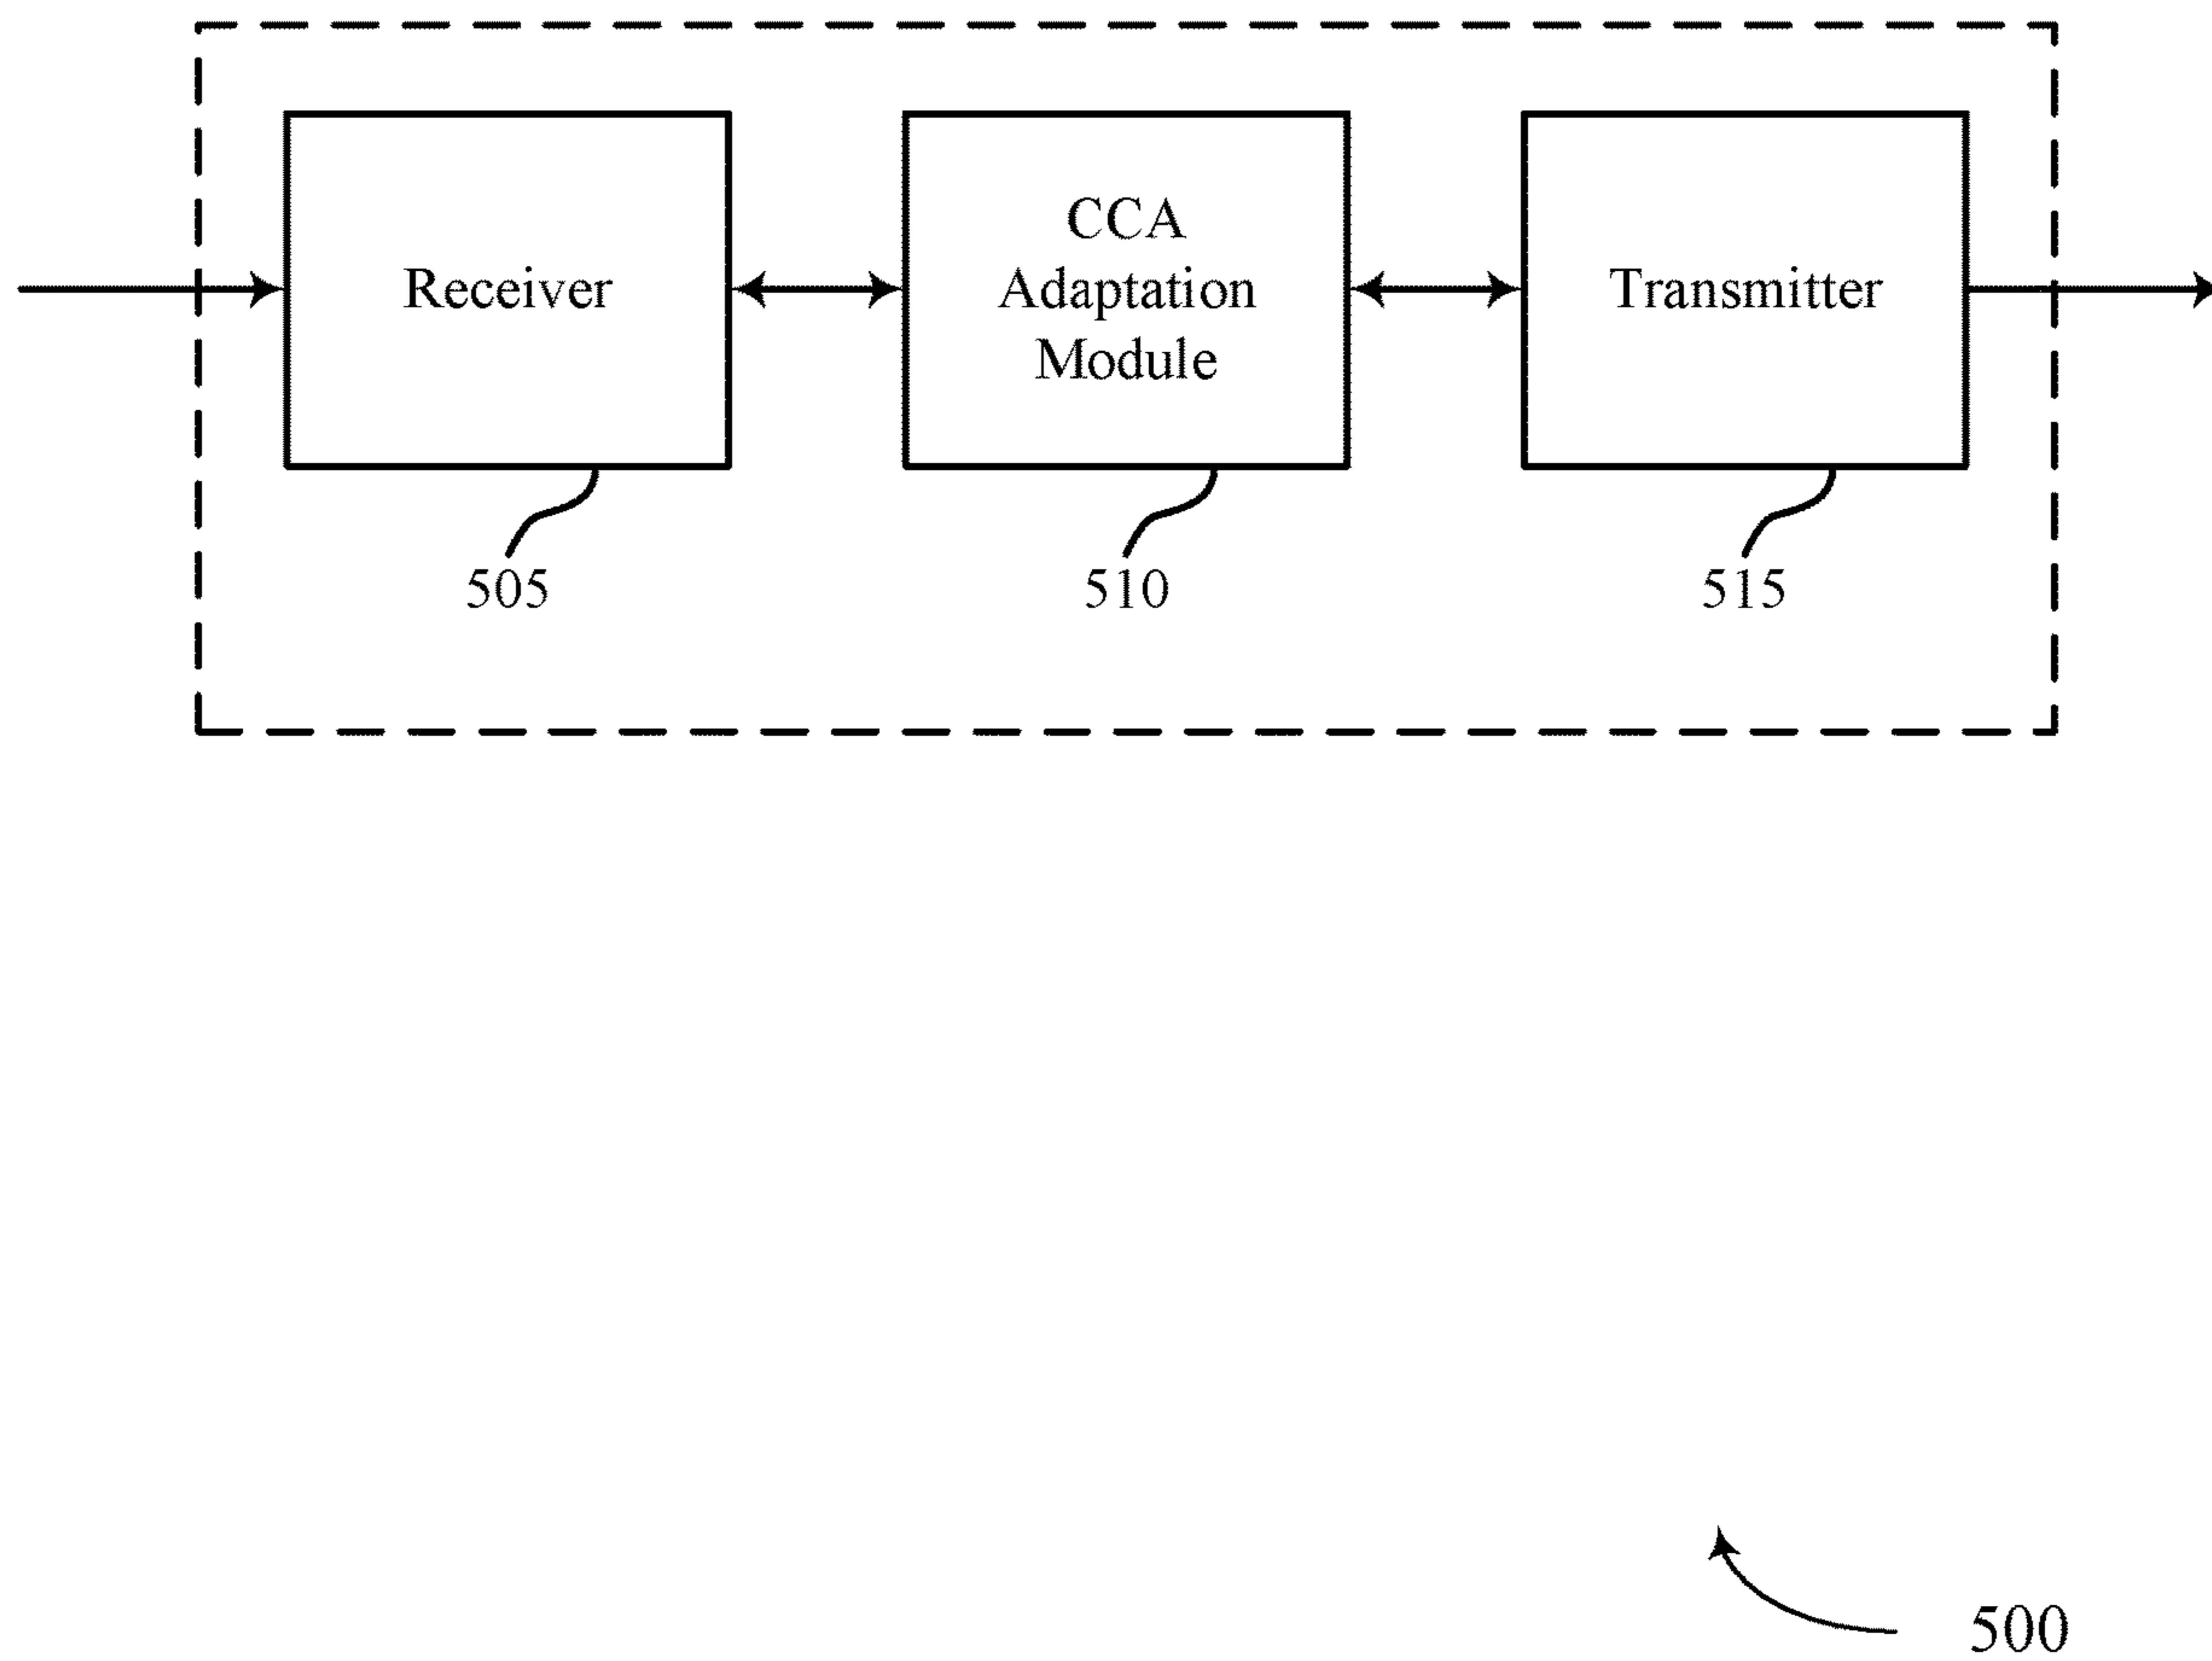 Receiver
CCA
Adaptation
Module
Transmitter
505
510
515
500